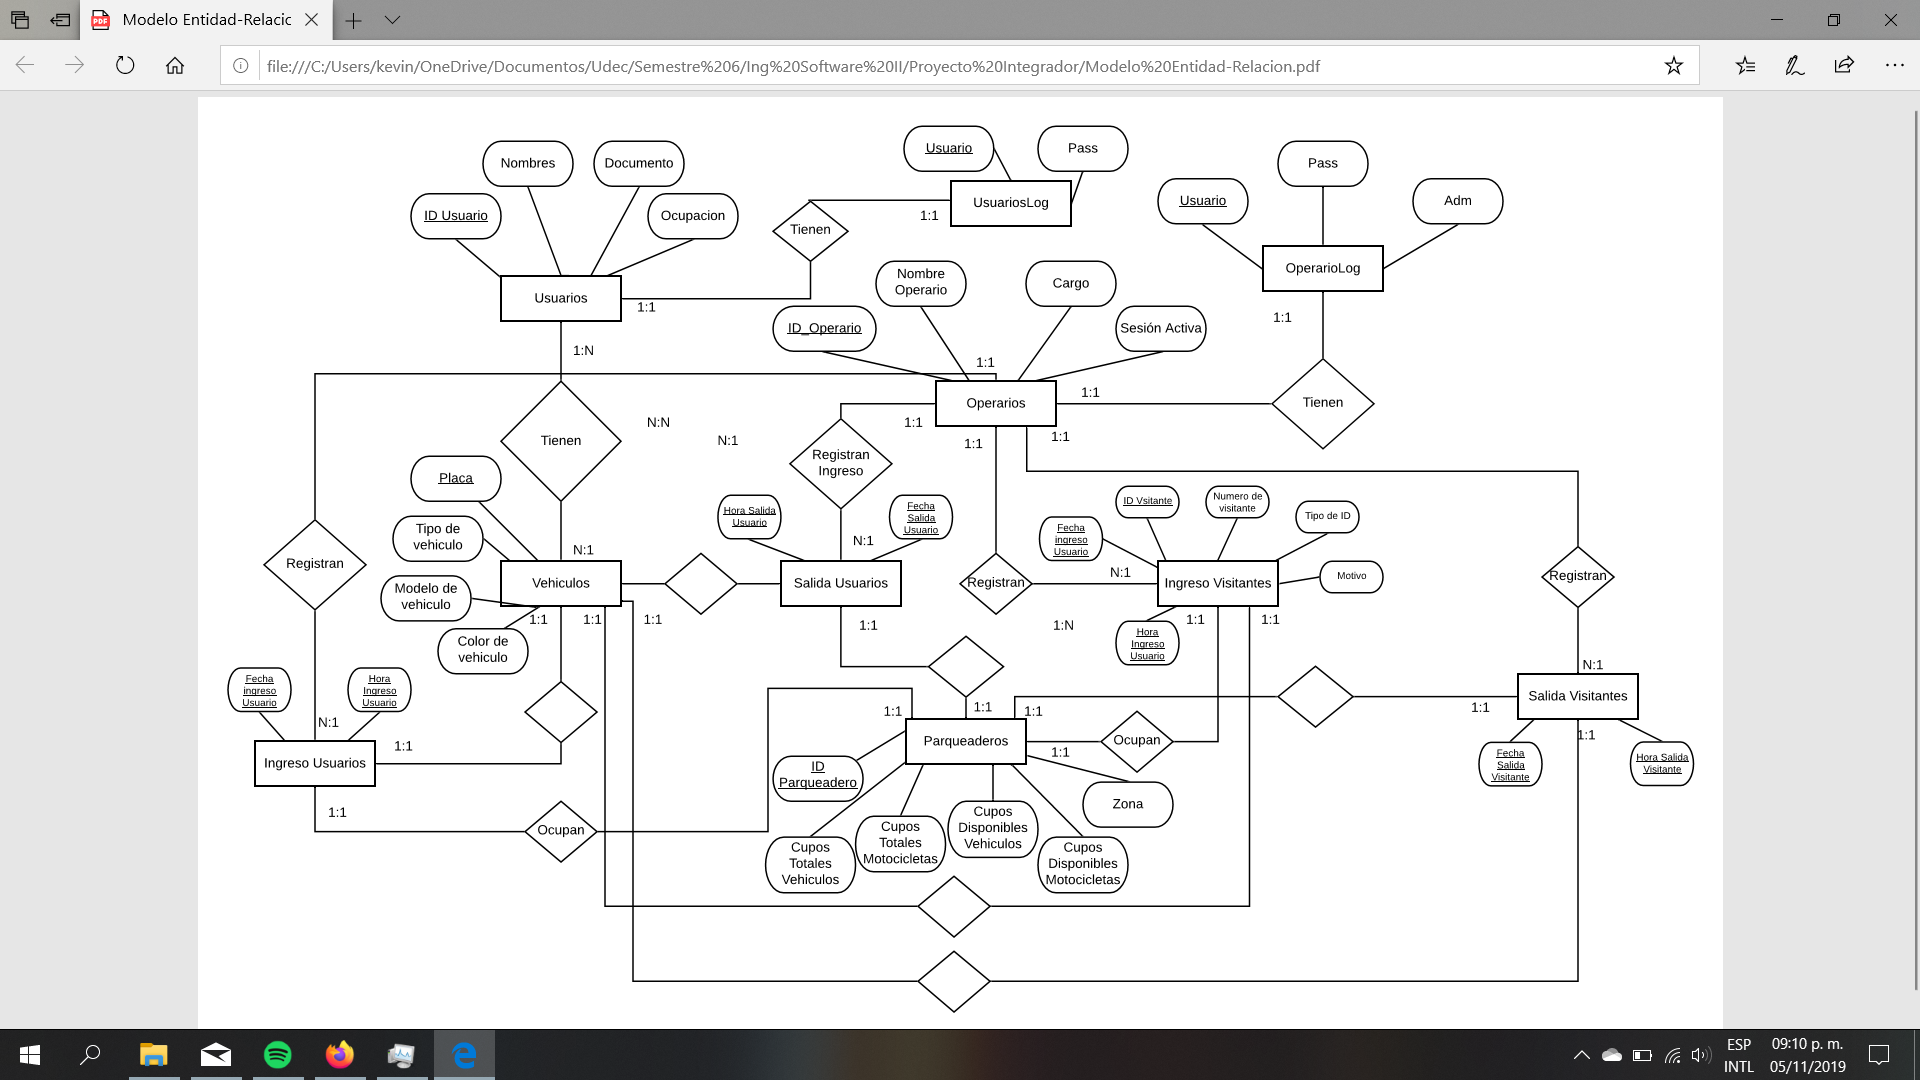 Modelo Entidad-Relacic
file:///C:/Users/kevin/OneDrive/Documentos/Udec/Semestre%206/Ing%20Software%20II/Proyecto%20Integrador/Modelo%20Entidad-Relacion.pdf
Usuario
Pass
Nombres
Documento
Pass
ID Usuario
Ocupacion
UsuariosLog
Usuario
Adm
1:1
Tienen
Nombre
Operario
Cargo
OperarioLog
Usuarios
1:1
ID_Operario
Sesión Activa
1:1
1:N
1:1
1:1
Operarios
Tienen
N:N
N:1
1:1
1:1
1:1
Tienen
Registran
Ingreso
Placa
Hora Salida
Usuario
Fecha
Salida
Usuario
ID Vsitante
Numero de
visitante
Tipo de ID
Tipo de
vehiculo
Fecha
ingreso
Usuario
N:1
N:1
Registran
Vehiculos
Salida Usuarios
Registran
N:1
Ingreso Visitantes
Motivo
Registran
Modelo de
vehiculo
1:1
1:1
1:1
1:1
1:N
1:1
1:1
Color de
vehiculo
Hora
Ingreso
Usuario
N:1
Fecha
ingreso
Usuario
Hora
Ingreso
Usuario
Salida Visitantes
1:1
1:1
1:1
1:1
N:1
1:1
1:1
Parqueaderos
1:1
Ocupan
Fecha
Salida
Visitante
Hora Salida
Visitante
Ingreso Usuarios
ID
Parqueadero
Zona
1:1
Ocupan
Cupos
Totales
Vehiculos
Cupos
Totales
Motocicletas
Cupos
Disponibles
Vehiculos
Cupos
Disponibles
Motocicletas
ESP
INTL
09:10 p. m.
05/11/2019